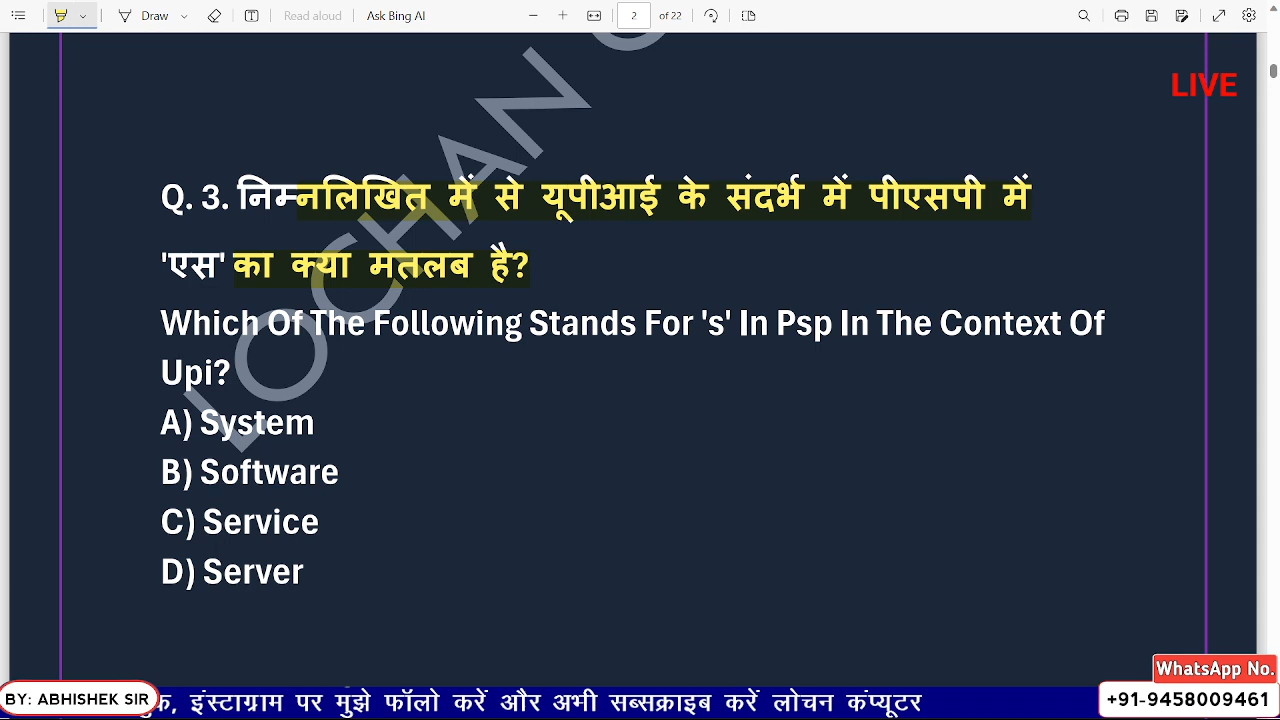 Draw
Read aloud
Ask Bing AI
2 of 22
LIVE
LOCHAN
Q. 3. निम्नलिखित में से यूपीआई के संदर्भ में पीएसपी में
'एस' का क्या मतलब है?
Which Of The Following Stands For 's' In Psp In The Context Of
Upi?
A) System
B) Software
C) Service
D) Server
WhatsApp No.
BY: ABHISHEK SIR
इंस्टाग्राम पर मुझे फॉलो करें और अभी सब्सक्राइब करें लोचन कंप्यूटर
+91-9458009461